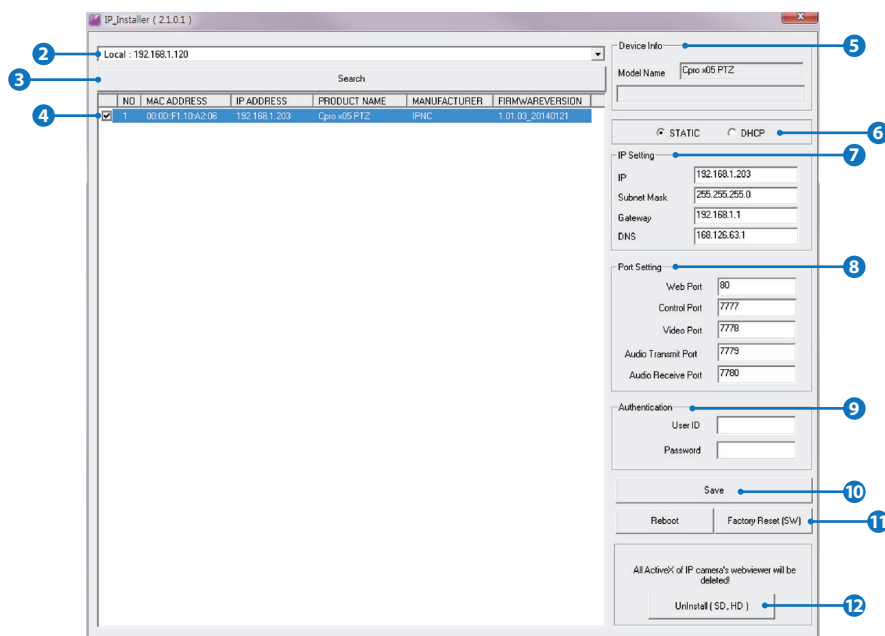 IP_Installer ( 2.1.0.1 )
x
2
Local : 192.168.1.120
3
Search
NO MAC ADDRESS IP ADDRESS PRODUCT NAME MANUFACTURER FIRMWAREVERSION
4
1 00:0D:F1:10:A2:06 192.168.1.203 Cpro x05 PTZ IPNC 1.01.03_20140121
Device Info
5
Model Name Cpro x05 PTZ
STATIC DHCP
6
IP Setting
7
IP 192.168.1.203
Subnet Mask 255.255.255.0
Gateway 192.168.1.1
DNS 168.126.63.1
Port Setting
8
Web Port 80
Control Port 7777
Video Port 7778
Audio Transmit Port 7779
Audio Receive Port 7780
Authentication
9
User ID
Password
Save
10
Reboot Factory Reset (SW)
11
All ActiveX of IP camera's webviewer will be
deleted!
UnInstall ( SD, HD )
12